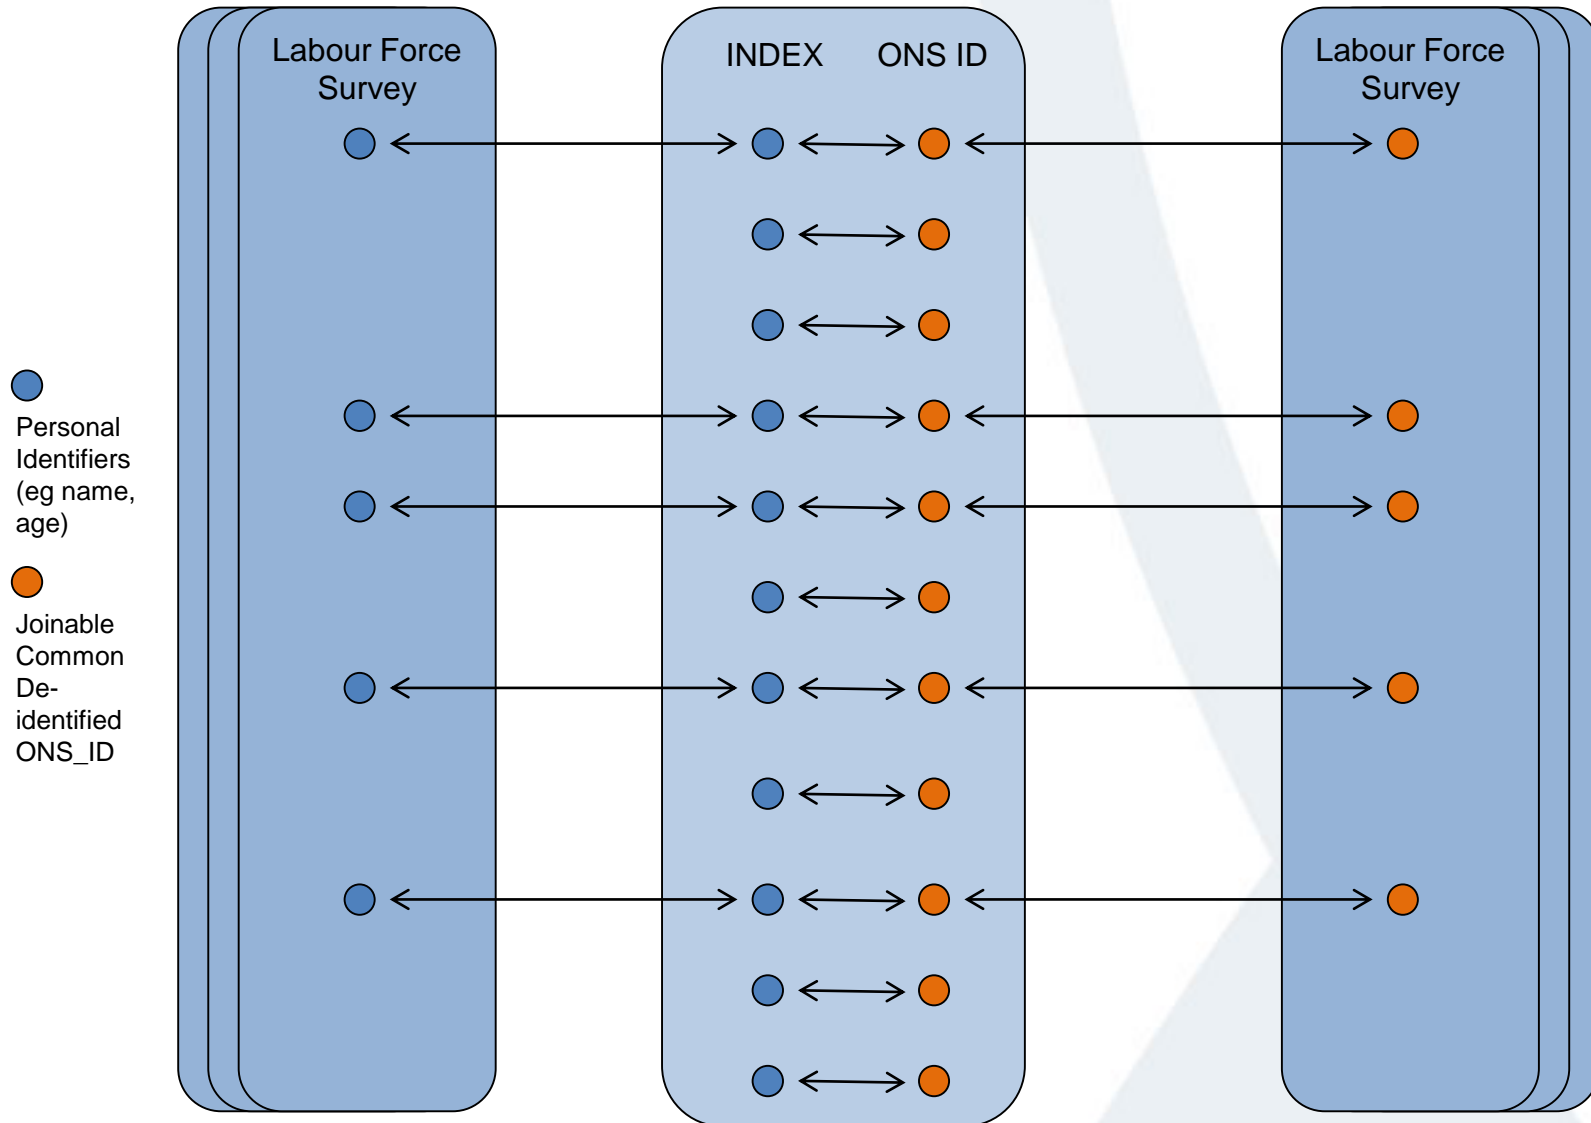 Labour Force
Survey
INDEX
ONS ID
Labour Force
Survey
Personal
Identifiers
(eg name,
age)
Joinable
Common
De-
identified
ONS_ID